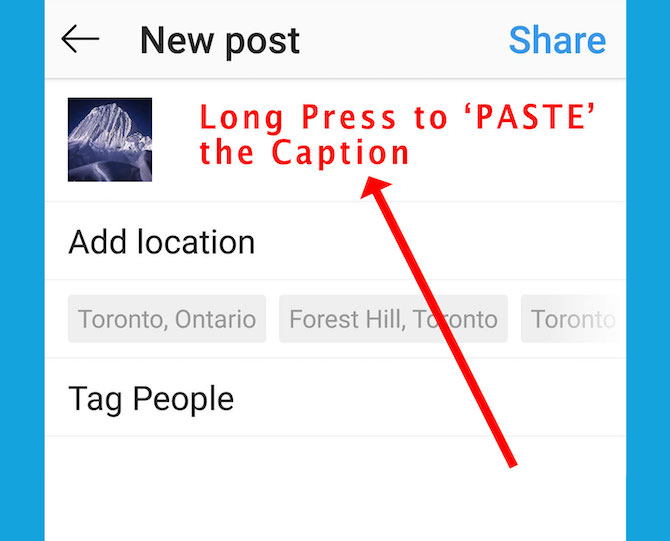 New post Share
Long Press to ‘PASTE’
the Caption
Add location
Toronto, Ontario Forest Hill, Toronto Toronto
Tag People